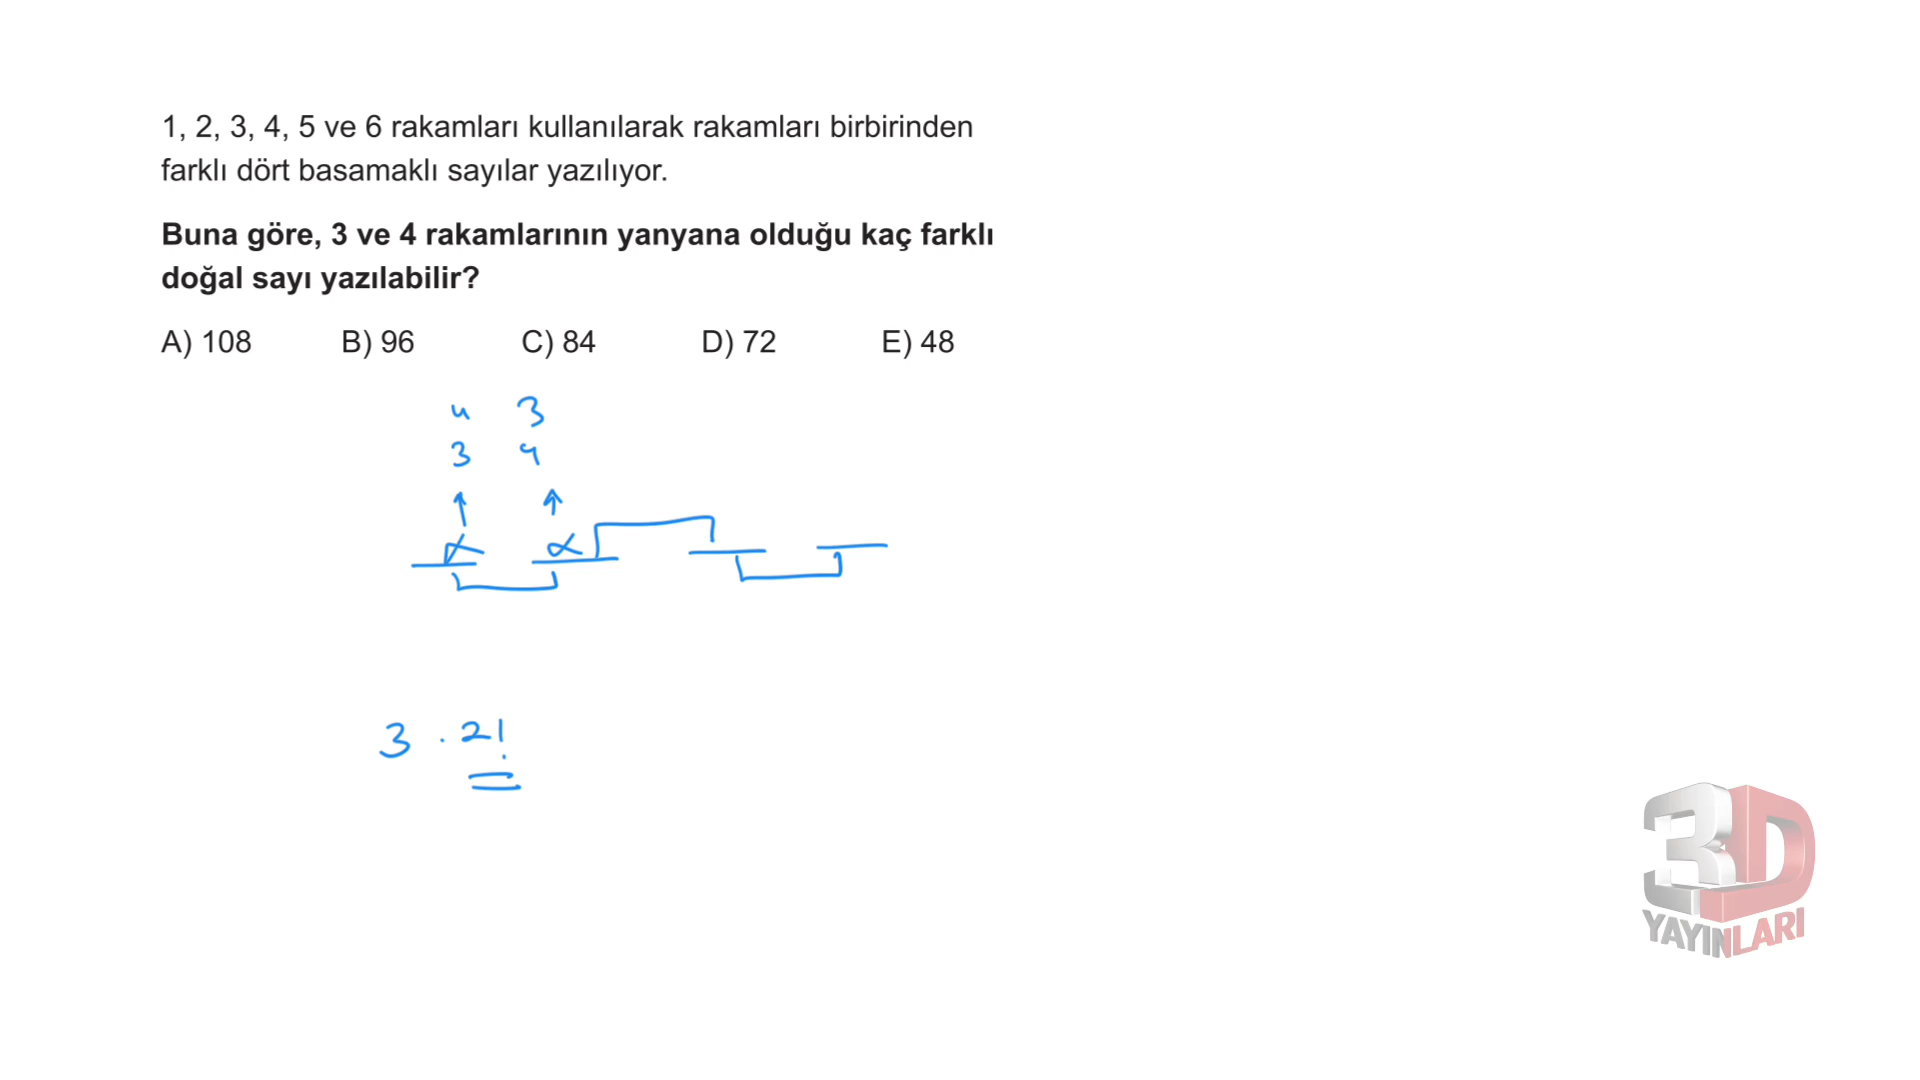 1, 2, 3, 4, 5 ve 6 rakamları kullanılarak rakamları birbirinden
farklı dört basamaklı sayılar yazılıyor.
Buna göre, 3 ve 4 rakamlarının yanyana olduğu kaç farklı
doğal sayı yazılabilir?
A) 108 B) 96 C) 84 D) 72 E) 48
4 3
3 4
3 . 2!
3D
YAYINLARI